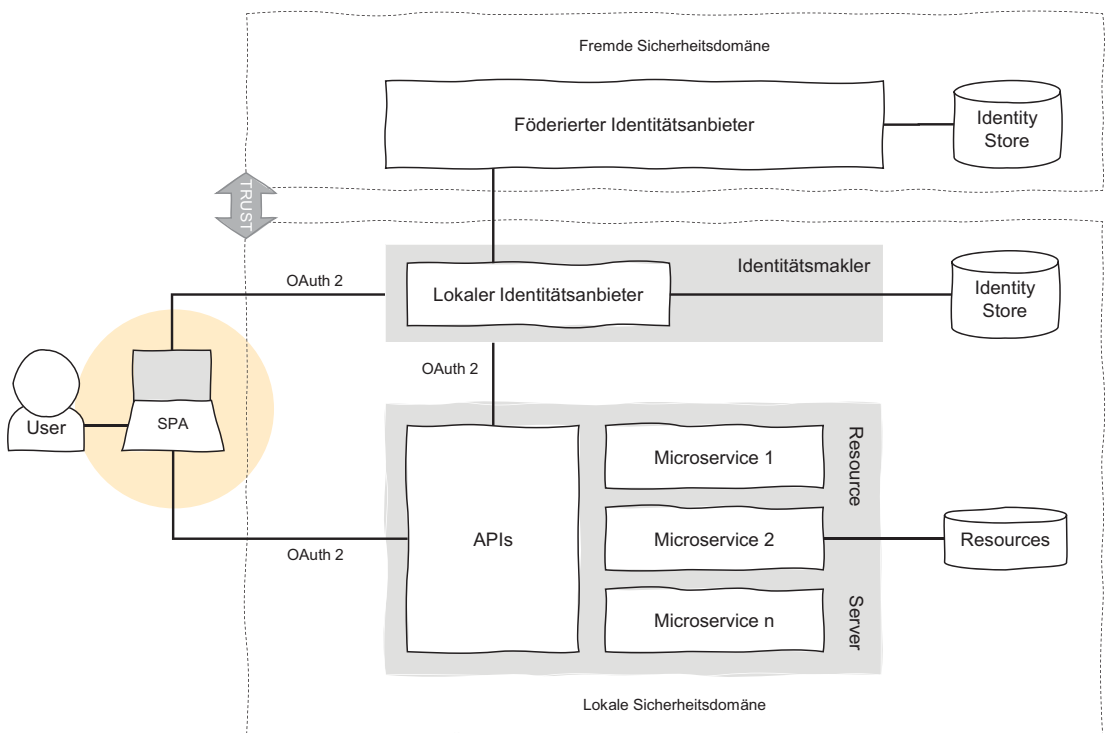 Fremde Sicherheitsdomäne
Föderierter Identitätsanbieter
Identity
Store
TRUST
Identitätsmakler
OAuth 2
Lokaler Identitätsanbieter
Identity
Store
OAuth 2
User
SPA
Microservice 1
Resource
APIs
Microservice 2
Resources
OAuth 2
Microservice n
Server
Lokale Sicherheitsdomäne